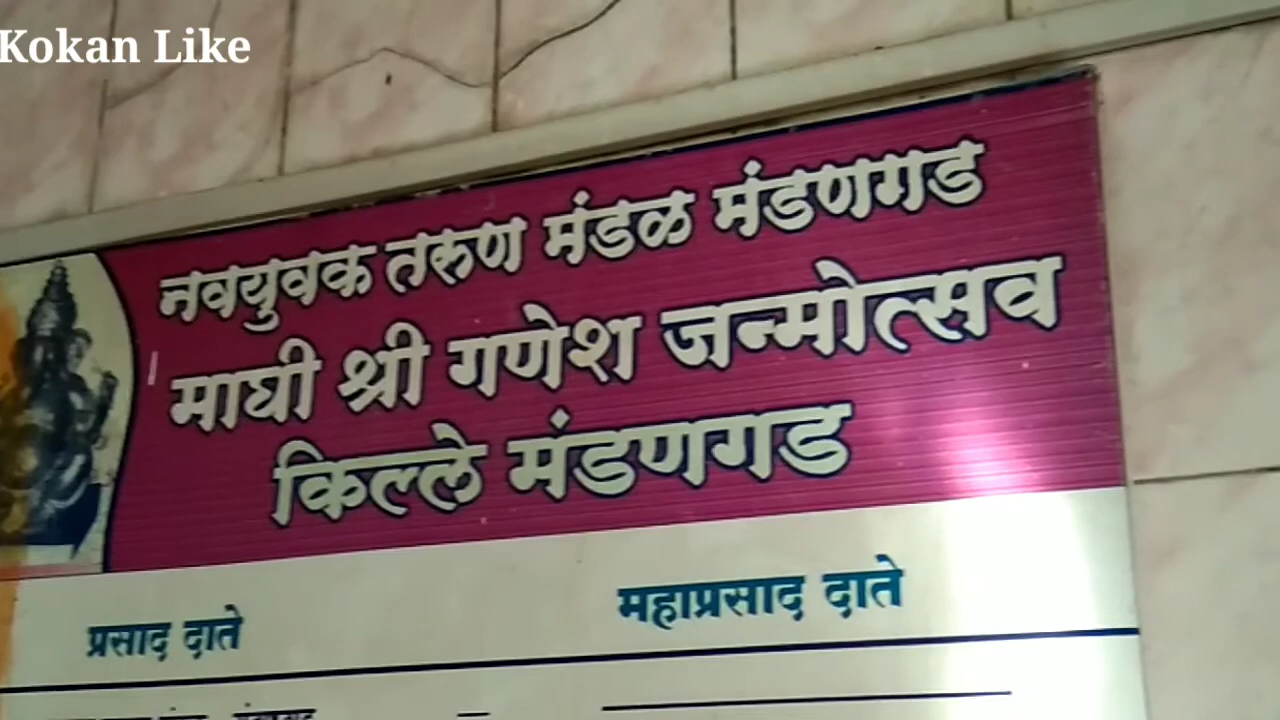 Kokan Like
नवयुवक तरुण मंडळ मंडणगड
माघी श्री गणेश जन्मोत्सव
किल्ले मंडणगड
प्रसाद दाते
महाप्रसाद दाते